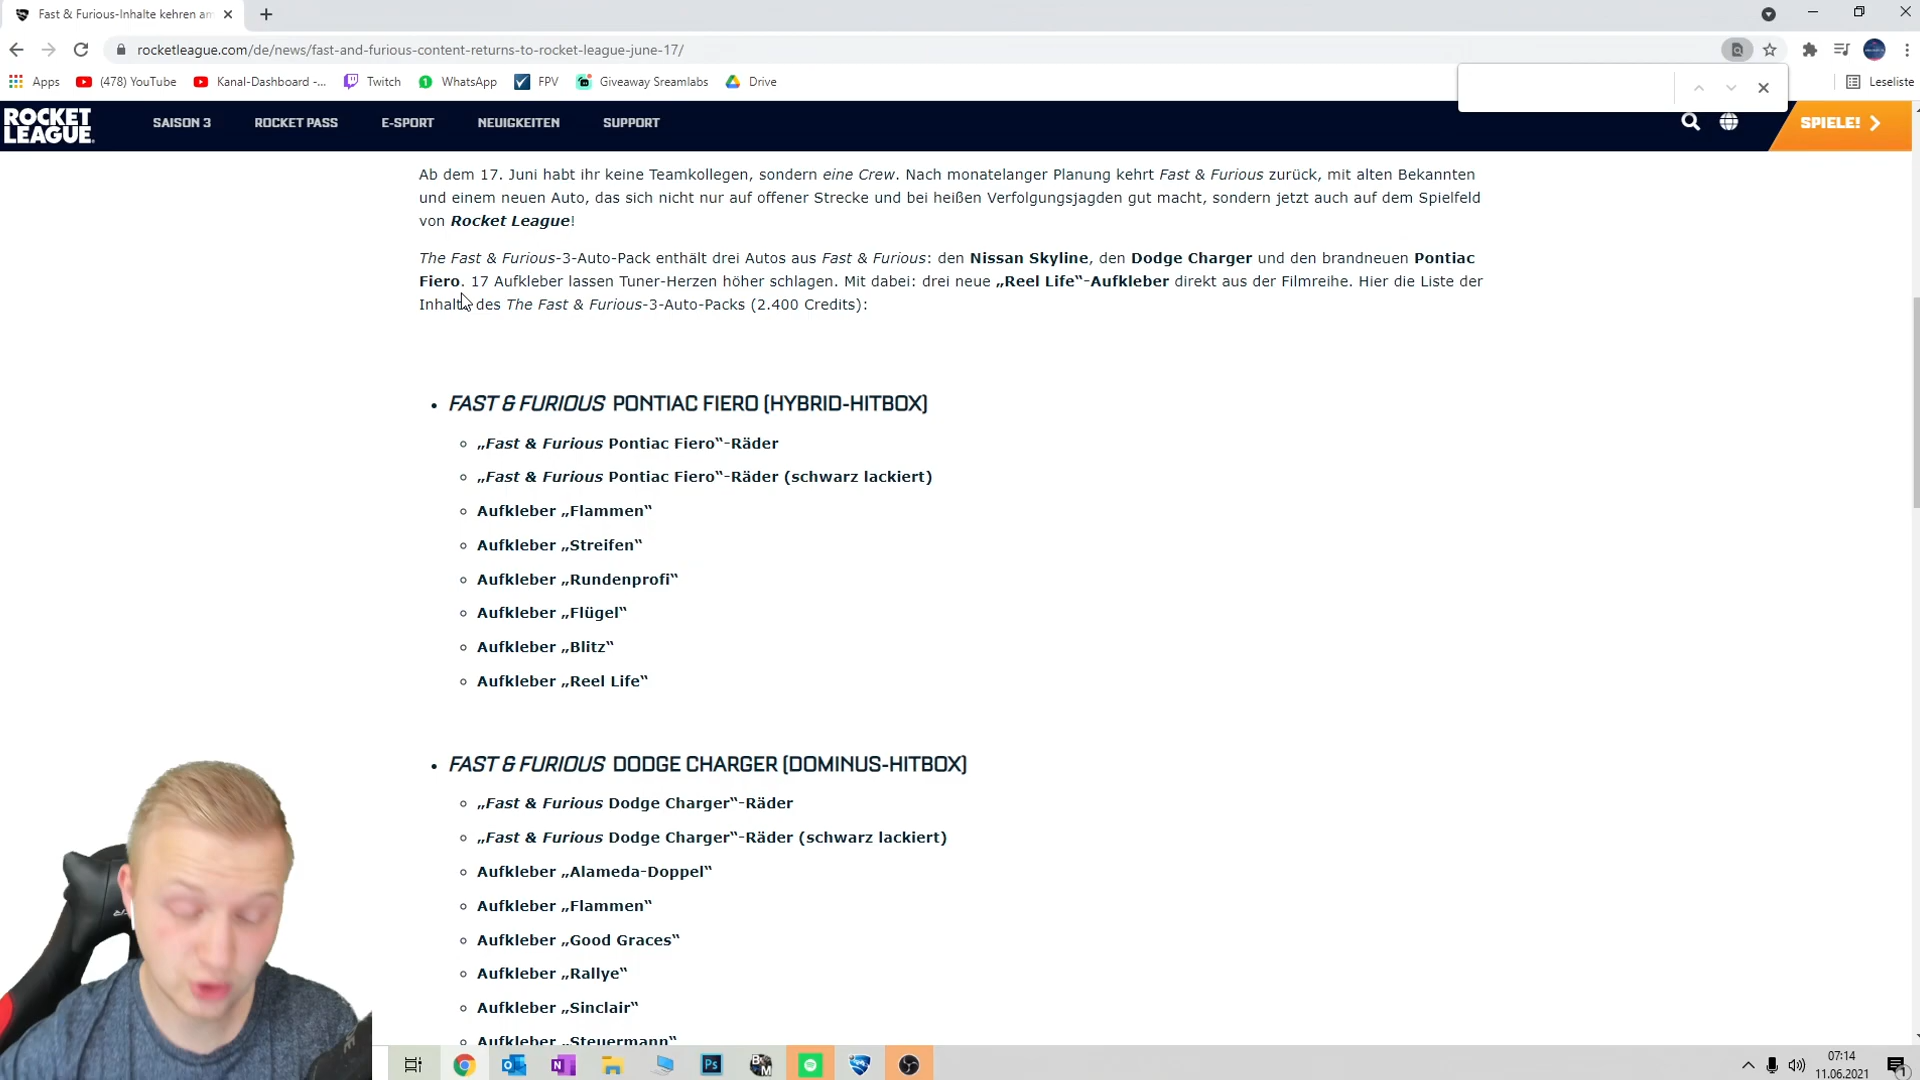 Fast & Furious-Inhalte kehren am
rocketleague.com/de/news/fast-and-furious-content-returns-to-rocket-league-june-17/
Apps
(478) YouTube
Kanal-Dashboard -...
Twitch
WhatsApp
FPV
Giveaway Sreamlabs
Drive
Leseliste
ROCKET
LEAGUE
SAISON 3
ROCKET PASS
E-SPORT
NEUIGKEITEN
SUPPORT
SPIELE!
Ab dem 17. Juni habt ihr keine Teamkollegen, sondern eine Crew. Nach monatelanger Planung kehrt Fast & Furious zurück, mit alten Bekannten
und einem neuen Auto, das sich nicht nur auf offener Strecke und bei heißen Verfolgungsjagden gut macht, sondern jetzt auch auf dem Spielfeld
von Rocket League!
The Fast & Furious-3-Auto-Pack enthält drei Autos aus Fast & Furious: den Nissan Skyline, den Dodge Charger und den brandneuen Pontiac
Fiero. 17 Aufkleber lassen Tuner-Herzen höher schlagen. Mit dabei: drei neue „Reel Life“-Aufkleber direkt aus der Filmreihe. Hier die Liste der
Inhalte des The Fast & Furious-3-Auto-Packs (2.400 Credits):
FAST & FURIOUS PONTIAC FIERO (HYBRID-HITBOX)
„Fast & Furious Pontiac Fiero“-Räder
„Fast & Furious Pontiac Fiero“-Räder (schwarz lackiert)
Aufkleber „Flammen“
Aufkleber „Streifen“
Aufkleber „Rundenprofi“
Aufkleber „Flügel“
Aufkleber „Blitz“
Aufkleber „Reel Life“
FAST & FURIOUS DODGE CHARGER (DOMINUS-HITBOX)
„Fast & Furious Dodge Charger“-Räder
„Fast & Furious Dodge Charger“-Räder (schwarz lackiert)
Aufkleber „Alameda-Doppel“
Aufkleber „Flammen“
Aufkleber „Good Graces“
Aufkleber „Rallye“
Aufkleber „Sinclair“
Aufkleber „Steuermann“
07:14
11.06.2021